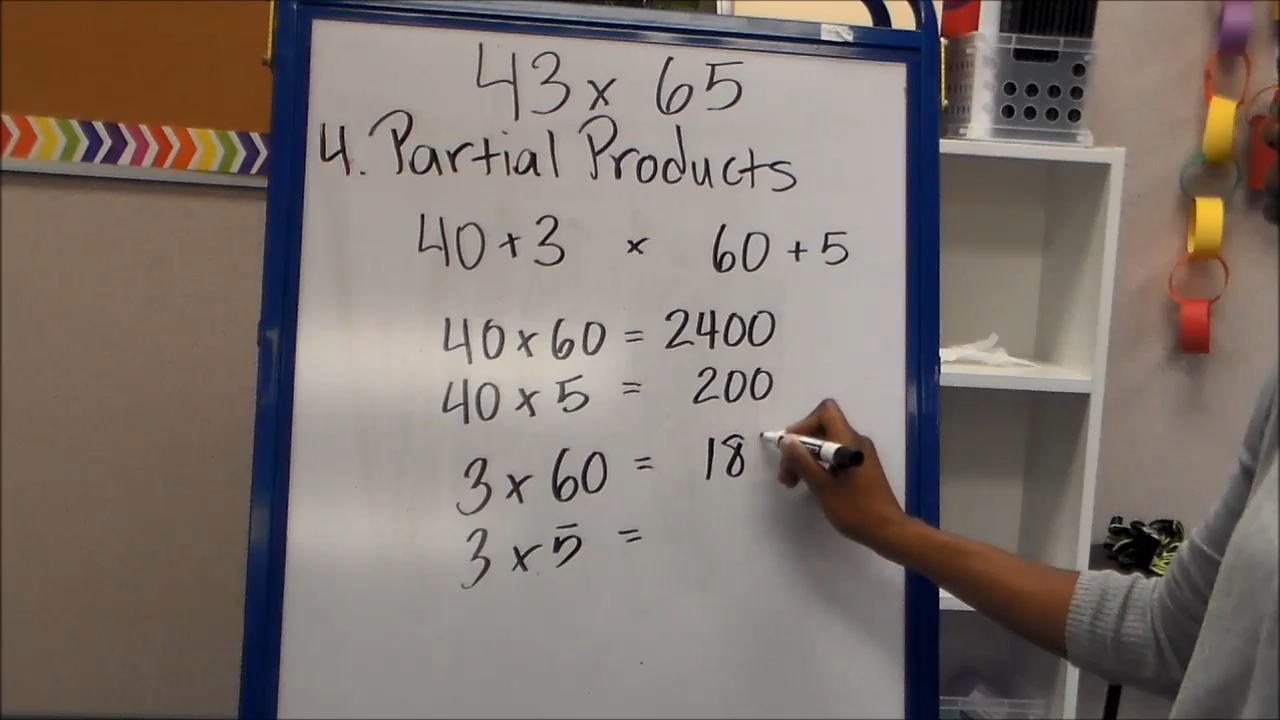 43 x 65
4. Partial Products
40 + 3 x 60 + 5
40 x 60 = 2400
40 x 5 = 200
3 x 60 = 18
3 x 5 =